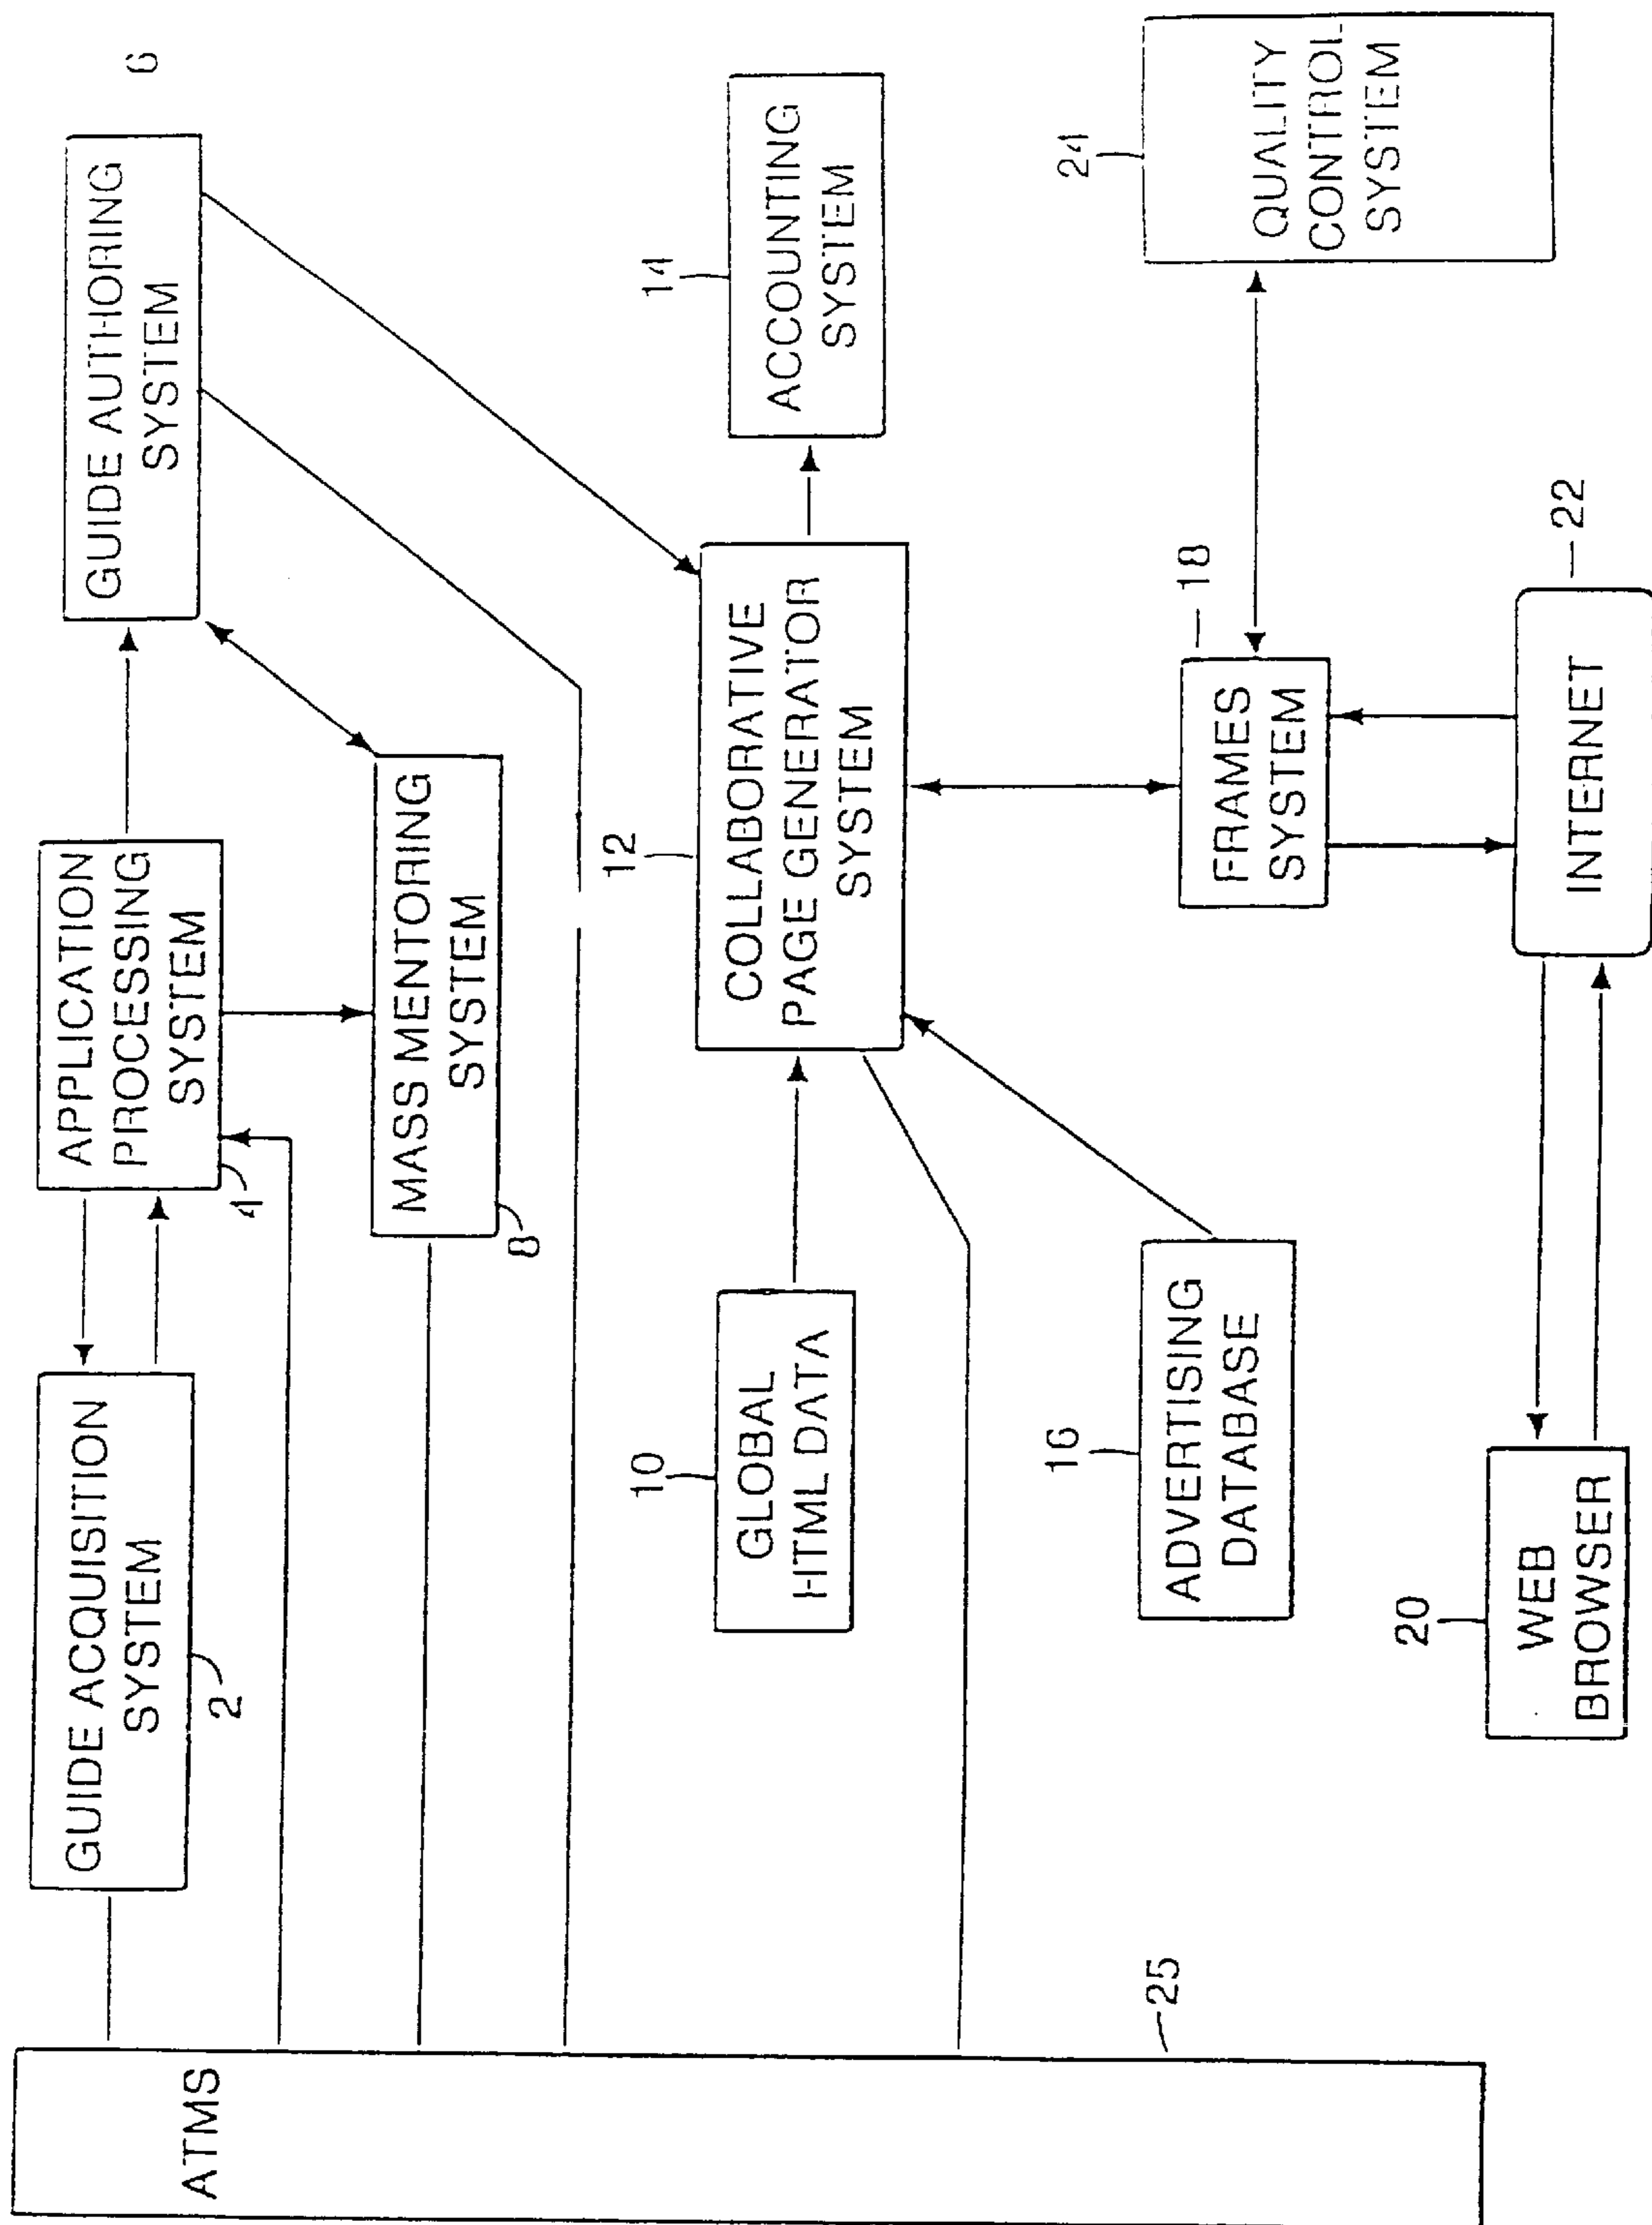 ATMS
25
GUIDE ACQUISITION
SYSTEM
2
APPLICATION
PROCESSING
SYSTEM
4
GUIDE AUTHORING
SYSTEM
6
MASS MENTORING
SYSTEM
8
10
GLOBAL
HTML DATA
12
COLLABORATIVE
PAGE GENERATOR
SYSTEM
14
ACCOUNTING
SYSTEM
16
ADVERTISING
DATABASE
18
FRAMES
SYSTEM
24
QUALITY
CONTROL
SYSTEM
20
WEB
BROWSER
INTERNET
22